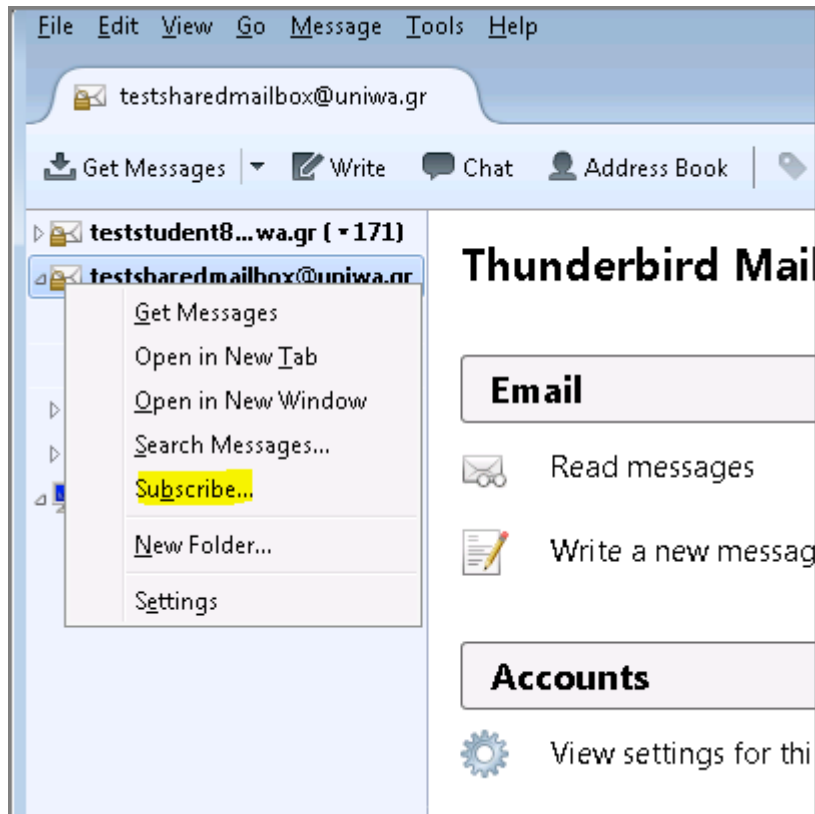 File Edit View Go Message Tools Help
testsharedmailbox@uniwa.gr
Get Messages Write Chat Address Book
teststudent8...wa.gr (171)
testsharedmailbox@uniwa.gr
Get Messages
Open in New Tab
Open in New Window
Search Messages...
Subscribe...
New Folder...
Settings
Thunderbird Mail
Email
Read messages
Write a new messag
Accounts
View settings for thi